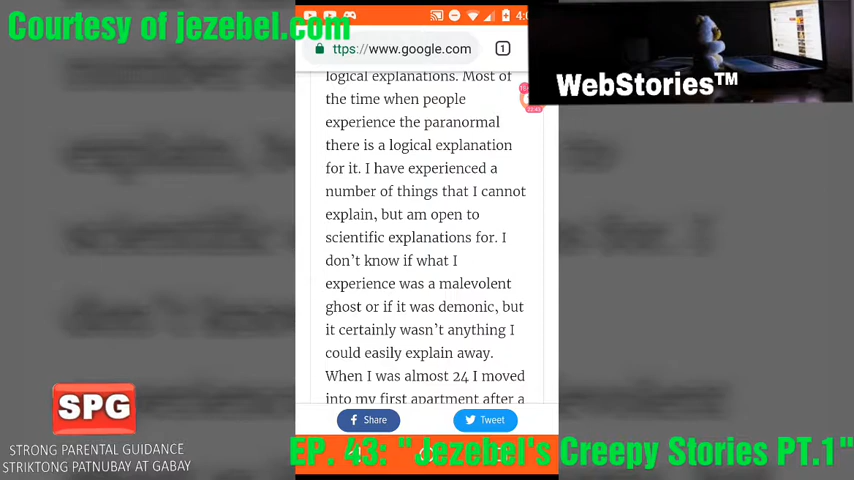 Courtesy of jezebel.com
ttps://www.google.com
1
WebStories™
logical explanations. Most of
the time when people
experience the paranormal
there is a logical explanation
for it. I have experienced a
number of things that I cannot
explain, but am open to
scientific explanations for. I
don't know if what I
experience was a malevolent
ghost or if it was demonic, but
it certainly wasn't anything I
could easily explain away.
When I was almost 24 I moved
into my first apartment after a
Share
Tweet
SPG
STRONG PARENTAL GUIDANCE
STRIKTONG PATNUBAY AT GABAY
EP. 43: "Jezebel's Creepy Stories PT.1"